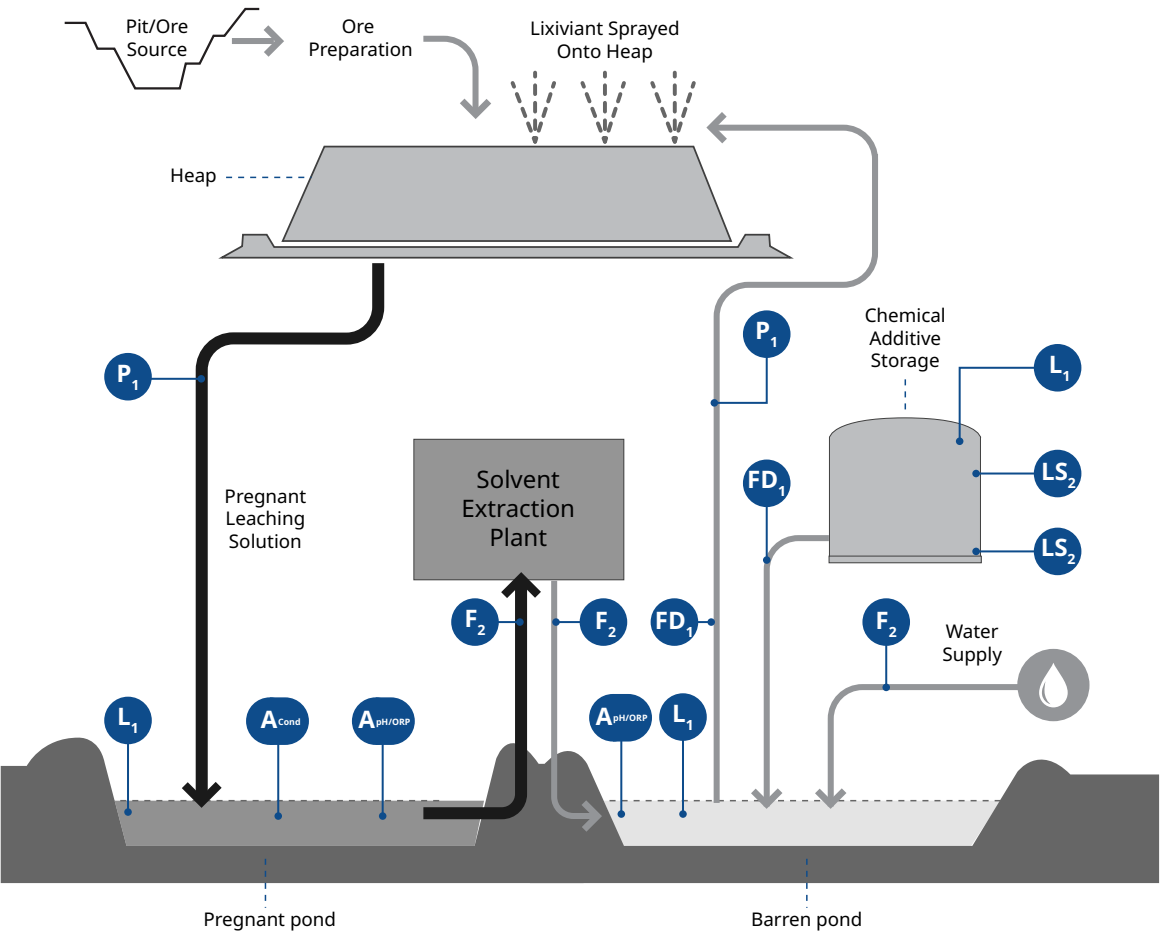 Pit/Ore
Source
Ore
Preparation
Lixiviant Sprayed
Onto Heap
Heap
P1
Chemical
Additive
Storage
P1
L1
Solvent
Extraction
Plant
LS2
FD1
Pregnant
Leaching
Solution
LS2
F2
F2
FD1
F2
Water
Supply
L1
ACond
ApH/ORP
ApH/ORP
L1
Pregnant pond
Barren pond